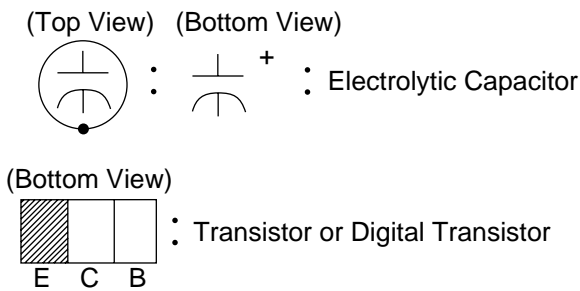 (Top View) (Bottom View)
+
: : Electrolytic Capacitor
(Bottom View)
: Transistor or Digital Transistor
E C B